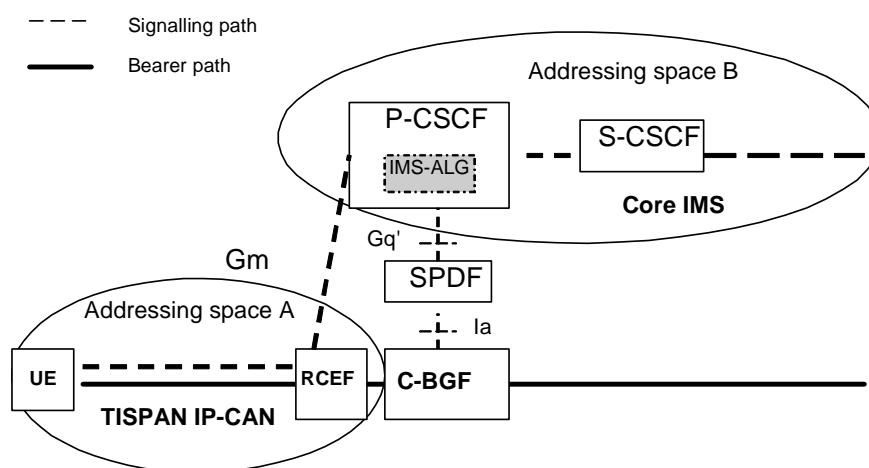 Signalling path
Bearer path
Addressing space B
P-CSCF
S-CSCF
IMS-ALG
Core IMS
Gq'
Gm
SPDF
Addressing space A
Ia
UE
RCEF
C-BGF
TISPAN IP-CAN